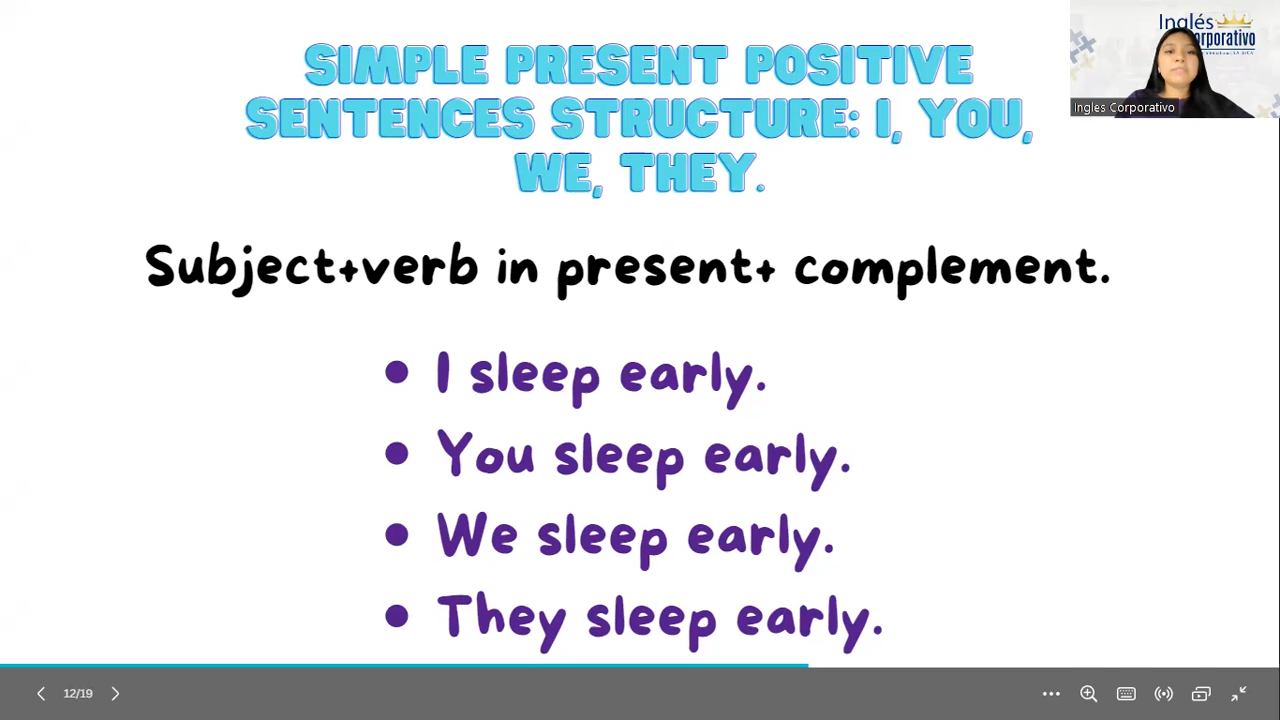 SIMPLE PRESENT POSITIVE
SENTENCES STRUCTURE: I, YOU,
WE, THEY.
Subject+verb in present+ complement.
• I sleep early.
• You sleep early.
• We sleep early.
• They sleep early.
Inglés
Corporativo
Ingles Corporativo
12/19